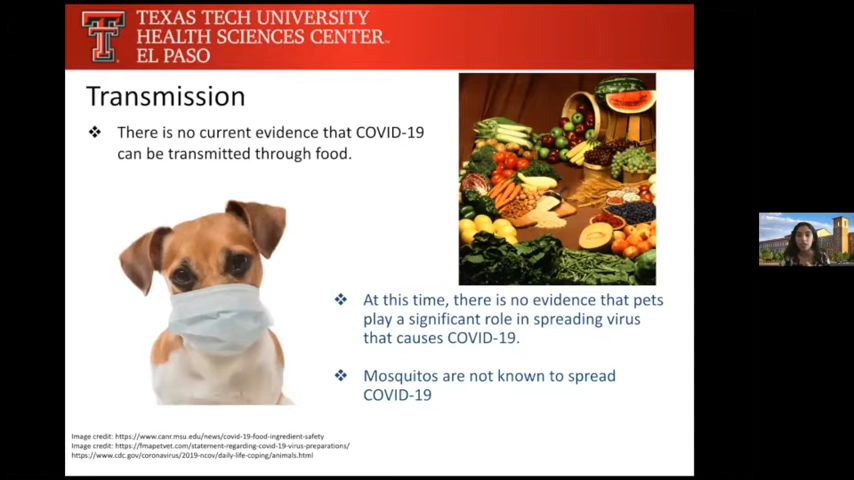 TEXAS TECH UNIVERSITY
HEALTH SCIENCES CENTER™
EL PASO
Transmission
❖ There is no current evidence that COVID-19
can be transmitted through food.
❖ At this time, there is no evidence that pets
play a significant role in spreading virus
that causes COVID-19.
❖ Mosquitos are not known to spread
COVID-19
Image credit: https://www.canr.msu.edu/news/covid-19-food-ingredient-safety
Image credit: https://fmapetvet.com/statement-regarding-covid-19-virus-preparations/
https://www.cdc.gov/coronavirus/2019-ncov/daily-life-coping/animals.html